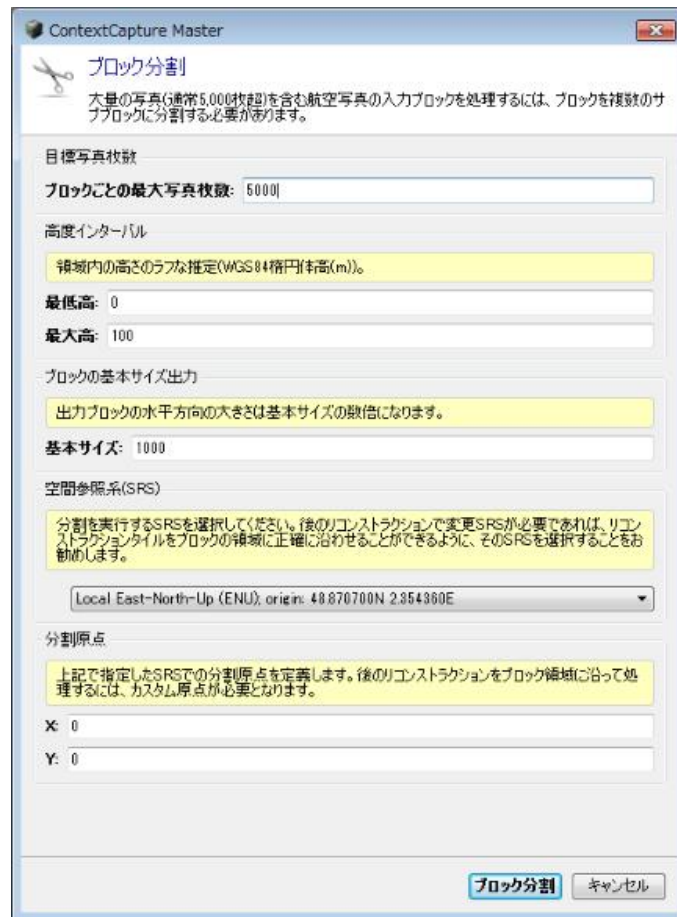 ContextCapture Master
ブロック分割
大量の写真(通常5,000枚超)を含む航空写真の入力ブロックを処理するには、ブロックを複数のサ
ブブロックに分割する必要があります。
目標写真枚数
ブロックごとの最大写真枚数: 5000
高度インターバル
領域内の高さのラフな推定(WGS84楕円体高(m))。
最低高: 0
最大高: 100
ブロックの基本サイズ出力
出力ブロックの水平方向の大きさは基本サイズの数倍になります。
基本サイズ: 1000
空間参照系(SRS)
分割を実行するSRSを選択してください。後のリコンストラクションで変更SRSが必要であれば、リコン
ストラクションタイルをブロックの領域に正確に沿わせることができるように、そのSRSを選択することをお
勧めします。
Local East-North-Up (ENU); origin: 48.870700N 2.354360E
分割原点
上記で指定したSRSでの分割原点を定義します。後のリコンストラクションをブロック領域に沿って処
理するには、カスタム原点が必要となります。
X: 0
Y: 0
ブロック分割 キャンセル